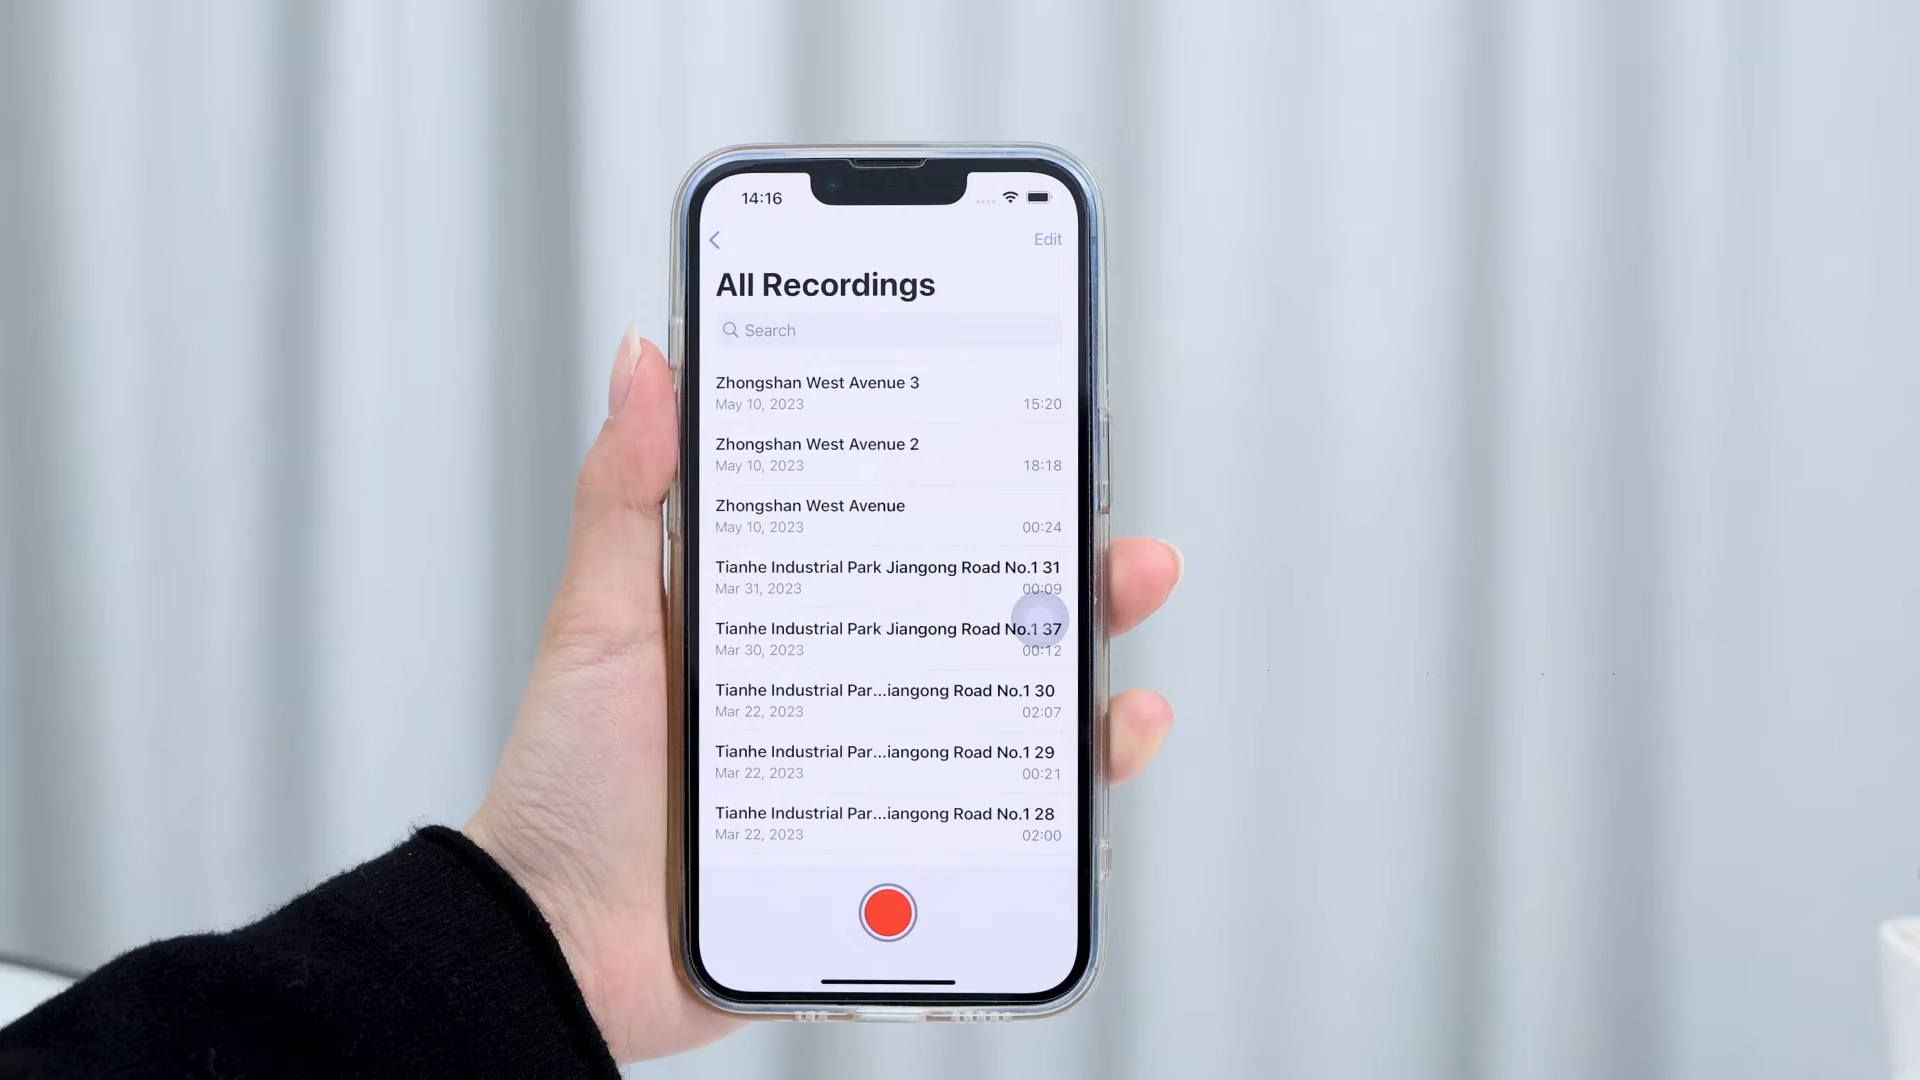 14:16
Edit
All Recordings
Search
Zhongshan West Avenue 3
May 10, 2023 15:20
Zhongshan West Avenue 2
May 10, 2023 18:18
Zhongshan West Avenue
May 10, 2023 00:24
Tianhe Industrial Park Jiangong Road No.1 31
Mar 31, 2023 00:09
Tianhe Industrial Park Jiangong Road No.1 37
Mar 30, 2023 00:12
Tianhe Industrial Par...iangong Road No.1 30
Mar 22, 2023 02:07
Tianhe Industrial Par...iangong Road No.1 29
Mar 22, 2023 00:21
Tianhe Industrial Par...iangong Road No.1 28
Mar 22, 2023 02:00